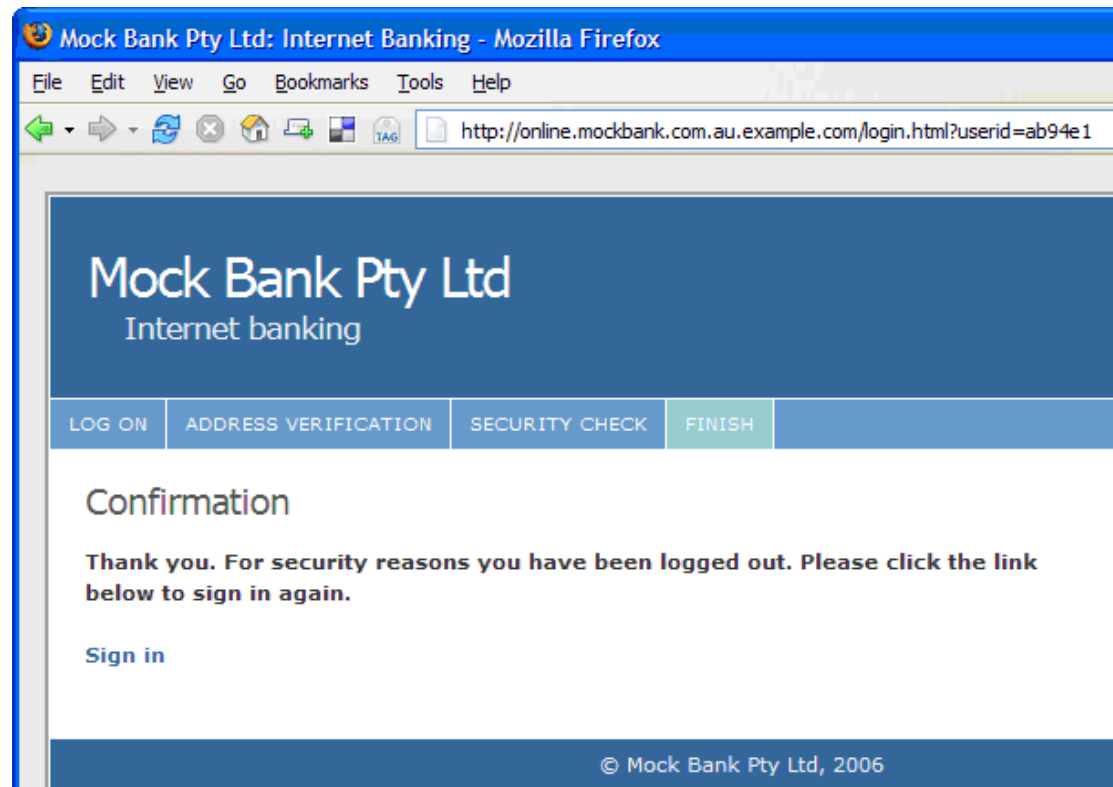 Mock Bank Pty Ltd: Internet Banking - Mozilla Firefox
File Edit View Go Bookmarks Tools Help
TAG http://online.mockbank.com.au.example.com/login.html?userid=ab94e1
Mock Bank Pty Ltd
Internet banking
LOG ON ADDRESS VERIFICATION SECURITY CHECK FINISH
Confirmation
Thank you. For security reasons you have been logged out. Please click the link
below to sign in again.
Sign in
© Mock Bank Pty Ltd, 2006